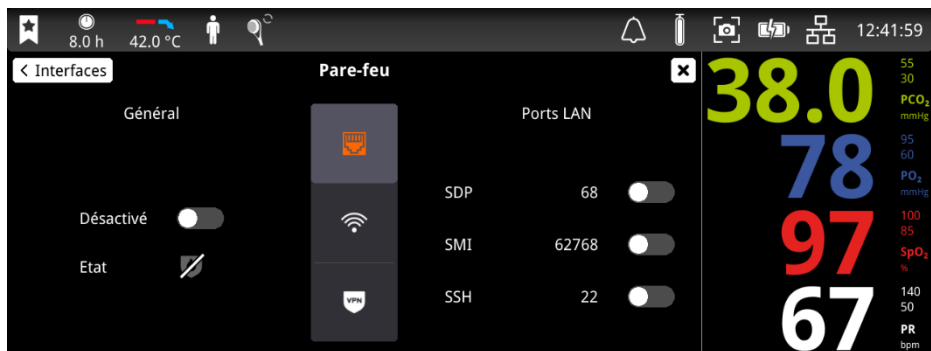 8.0 h
42.0 °C
12:41:59
< Interfaces
Pare-feu
Général
Ports LAN
Désactivé
Etat
VPN
SDP 68
SMI 62768
SSH 22
38.0
55
30
PCO₂
mmHg
78
95
60
PO₂
mmHg
97
100
85
SpO₂
%
67
140
50
PR
bpm